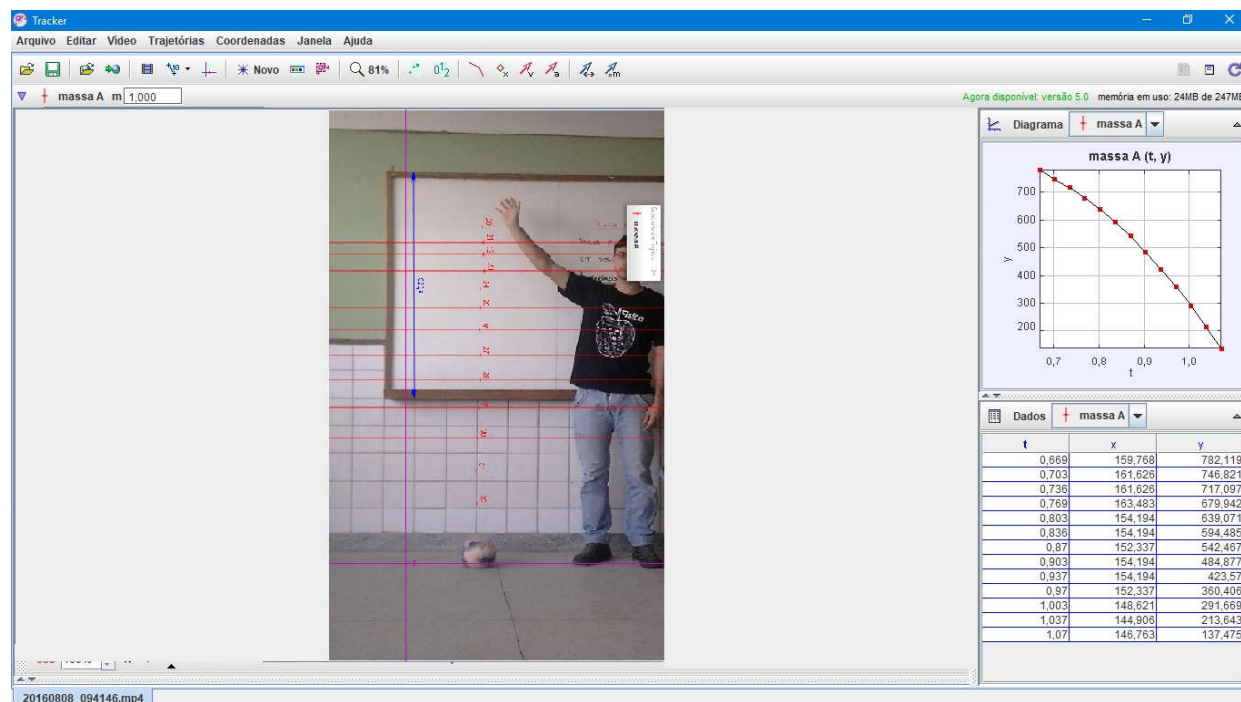 Tracker
Arquivo Editar Video Trajetórias Coordenadas Janela Ajuda
Novo 81%
massa A m 1,000
Agora disponível: versão 5.0 memória em uso: 24MB de 247MB
Diagrama massa A
massa A (t, y)
700
600
500
400
300
200
y
0,7 0,8 0,9 1,0
t
Dados massa A
t x y
0,669 159,768 782,119
0,703 161,626 746,821
0,736 161,626 717,097
0,769 163,483 679,942
0,803 154,194 639,071
0,836 154,194 594,485
0,87 152,337 542,467
0,903 154,194 484,877
0,937 154,194 423,57
0,97 152,337 360,406
1,003 148,621 291,669
1,037 144,906 213,643
1,07 146,763 137,475
massa
Física
20160808_094146.mp4